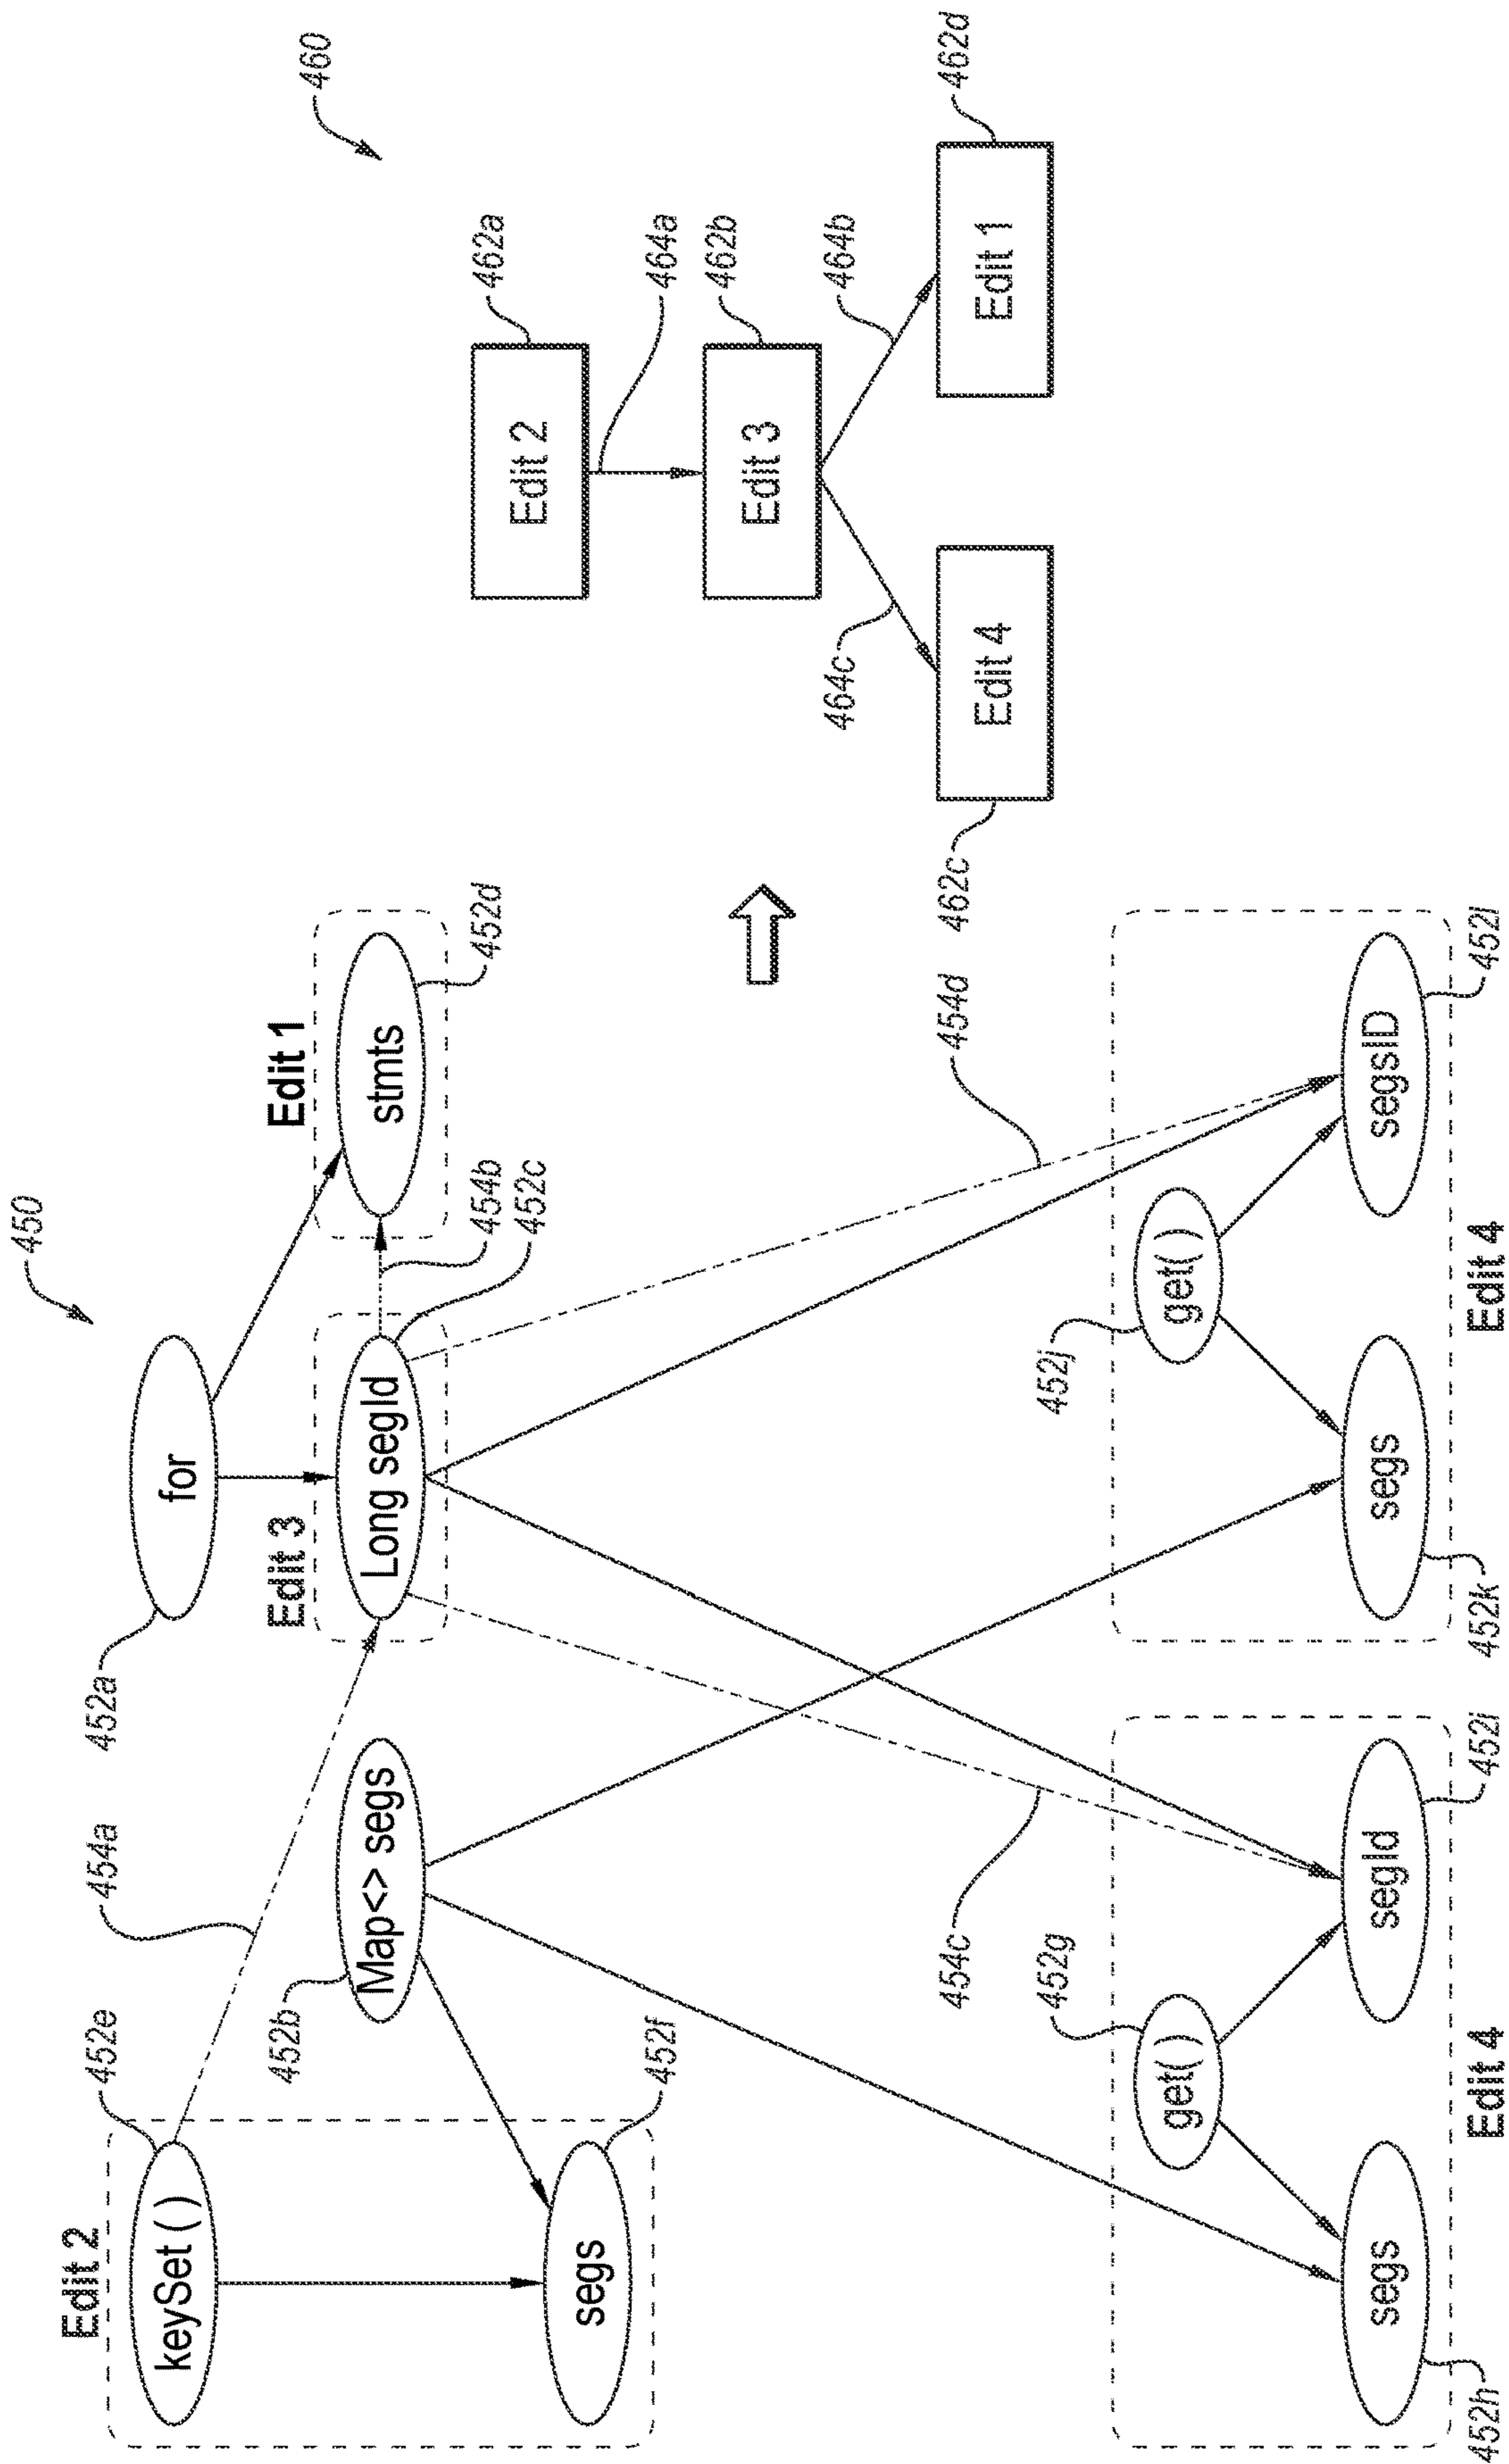 450
Edit 2
keySet ( )
452e
454a
452a
for
Edit 3
Edit 1
452b
Map<> segs
Long segId
454b
452c
stmts
452d
segs
452f
454c
454d
452g
get( )
452j
get( )
452h
segs
segId
452i
452k
segs
segsID
452l
Edit 4
Edit 4
460
Edit 2
462a
464a
Edit 3
462b
464c
464b
462c
Edit 4
Edit 1
462d